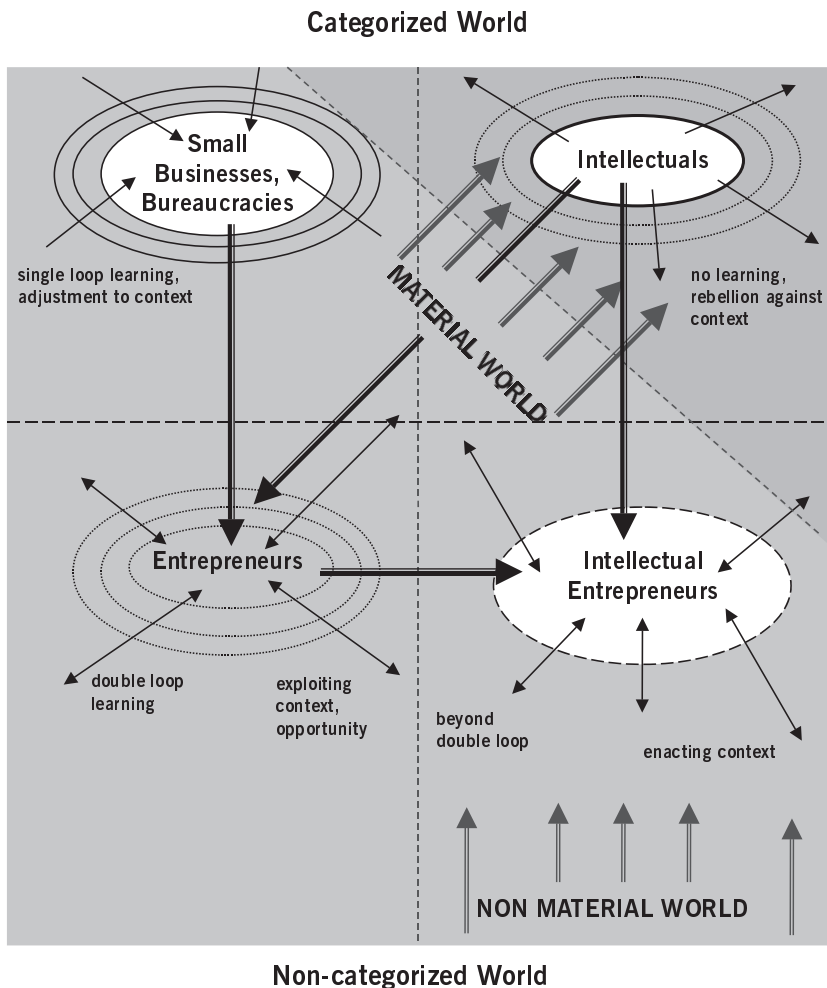 Categorized World
Small
Businesses,
Bureaucracies
Intellectuals
single loop learning,
adjustment to context
no learning,
rebellion against
context
MATERIAL WORLD
Entrepreneurs
Intellectual
Entrepreneurs
double loop
learning
exploiting
context,
opportunity
beyond
double loop
enacting context
NON MATERIAL WORLD
Non-categorized World